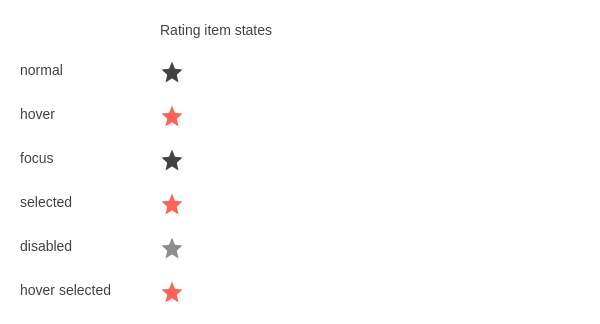 Rating item states
normal
hover
focus
selected
disabled
hover selected